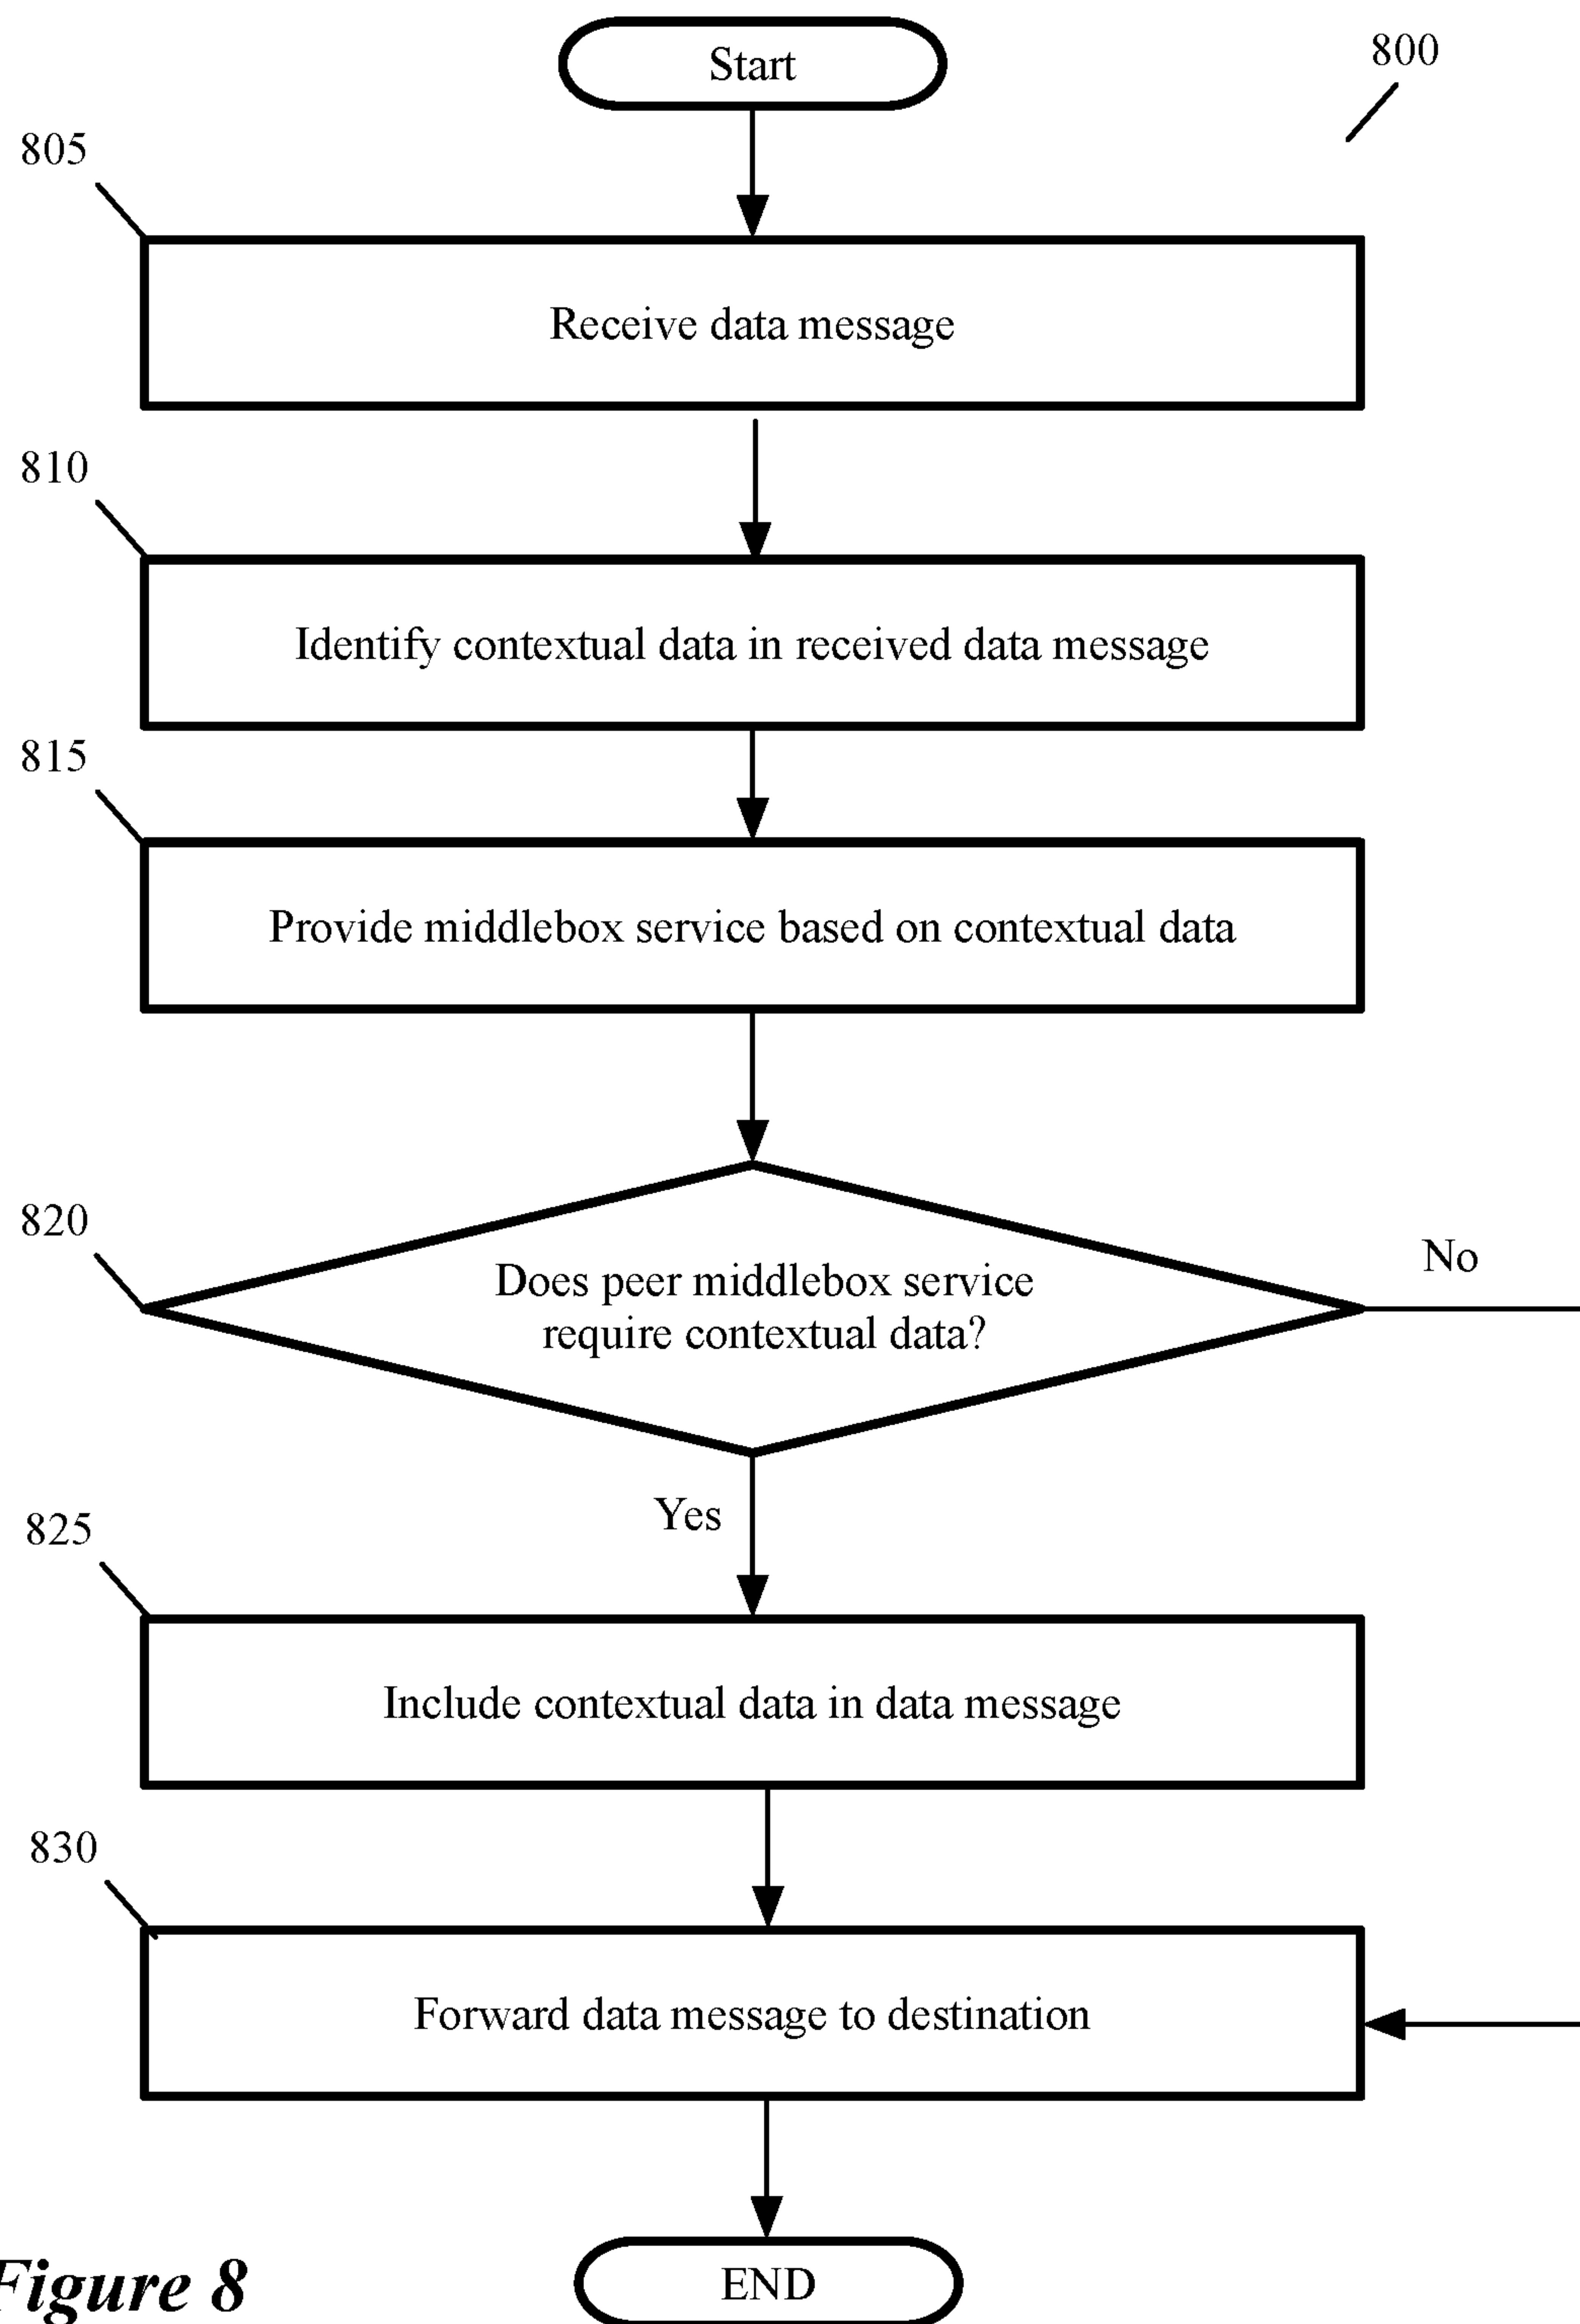 Start
800
805
Receive data message
810
Identify contextual data in received data message
815
Provide middlebox service based on contextual data
820
Does peer middlebox service
require contextual data?
No
Yes
825
Include contextual data in data message
830
Forward data message to destination
END
Figure 8